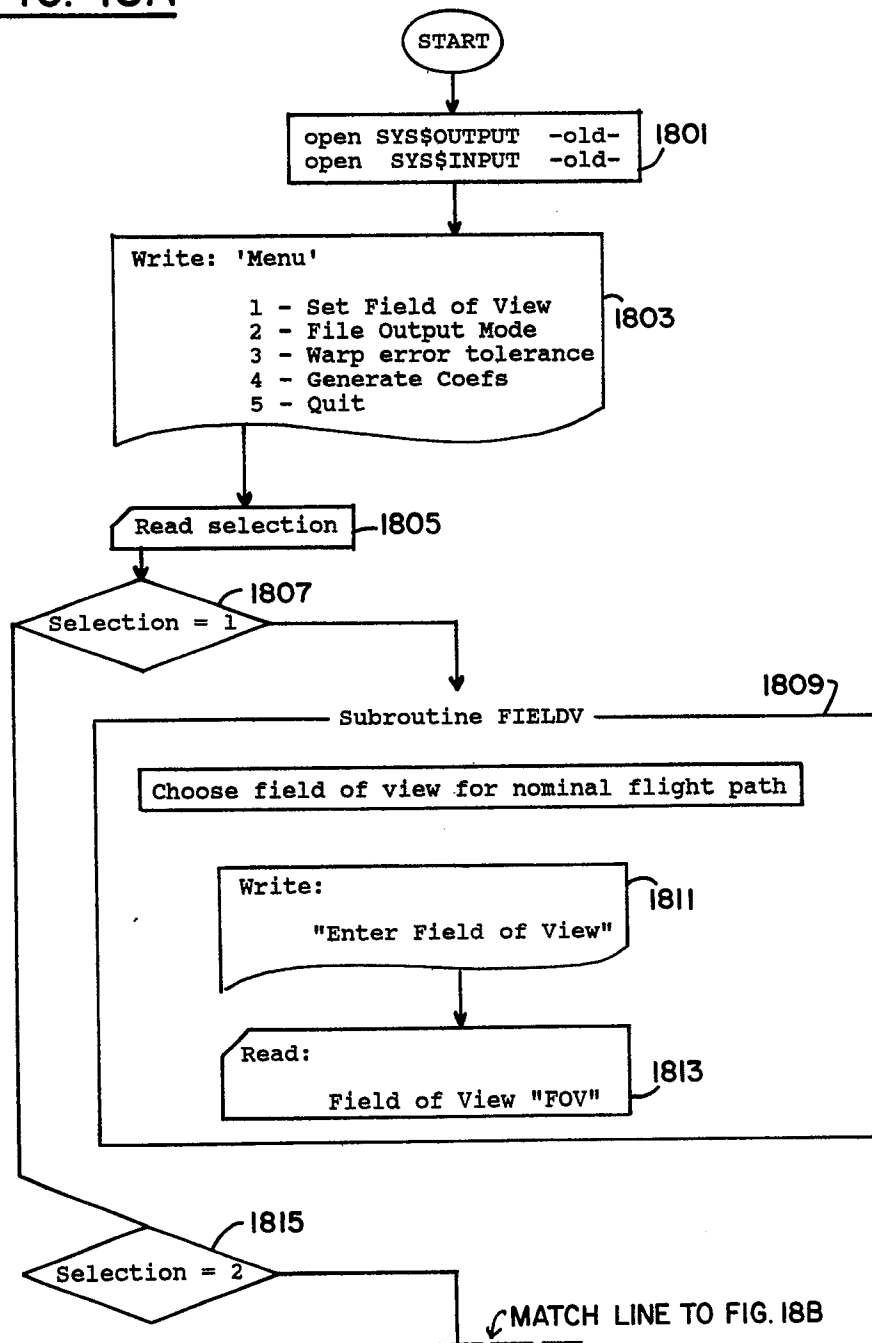 START
open SYS$OUTPUT -old-
open SYS$INPUT -old-
1801
Write: 'Menu'
1 - Set Field of View
2 - File Output Mode
3 - Warp error tolerance
4 - Generate Coefs
5 - Quit
1803
Read selection
1805
1807
Selection = 1
1809
Subroutine FIELDV
Choose field of view for nominal flight path
Write:
"Enter Field of View"
1811
Read:
Field of View "FOV"
1813
1815
Selection = 2
MATCH LINE TO FIG. 18B